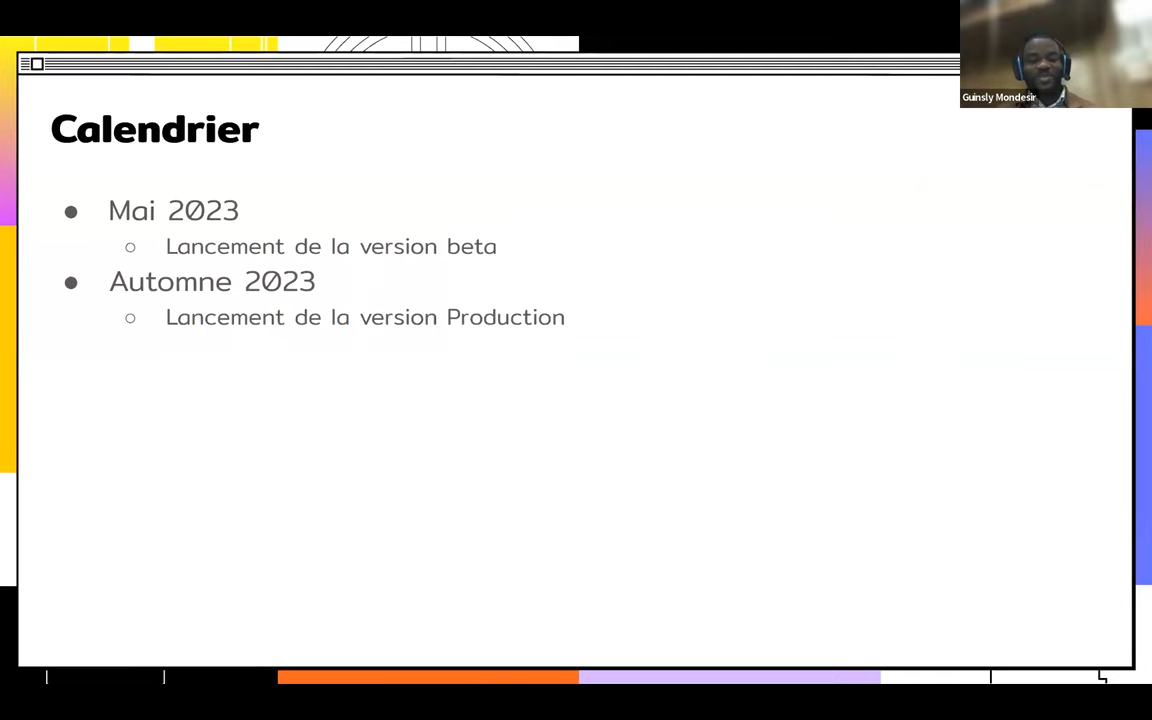 Guinsly Mondesir
Calendrier
● Mai 2023
○ Lancement de la version beta
● Automne 2023
○ Lancement de la version Production